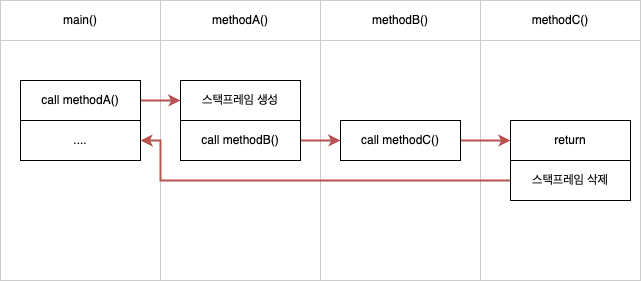 main()
methodA()
methodB()
methodC()
call methodA()
스택프레임 생성
....
call methodB()
call methodC()
return
스택프레임 삭제